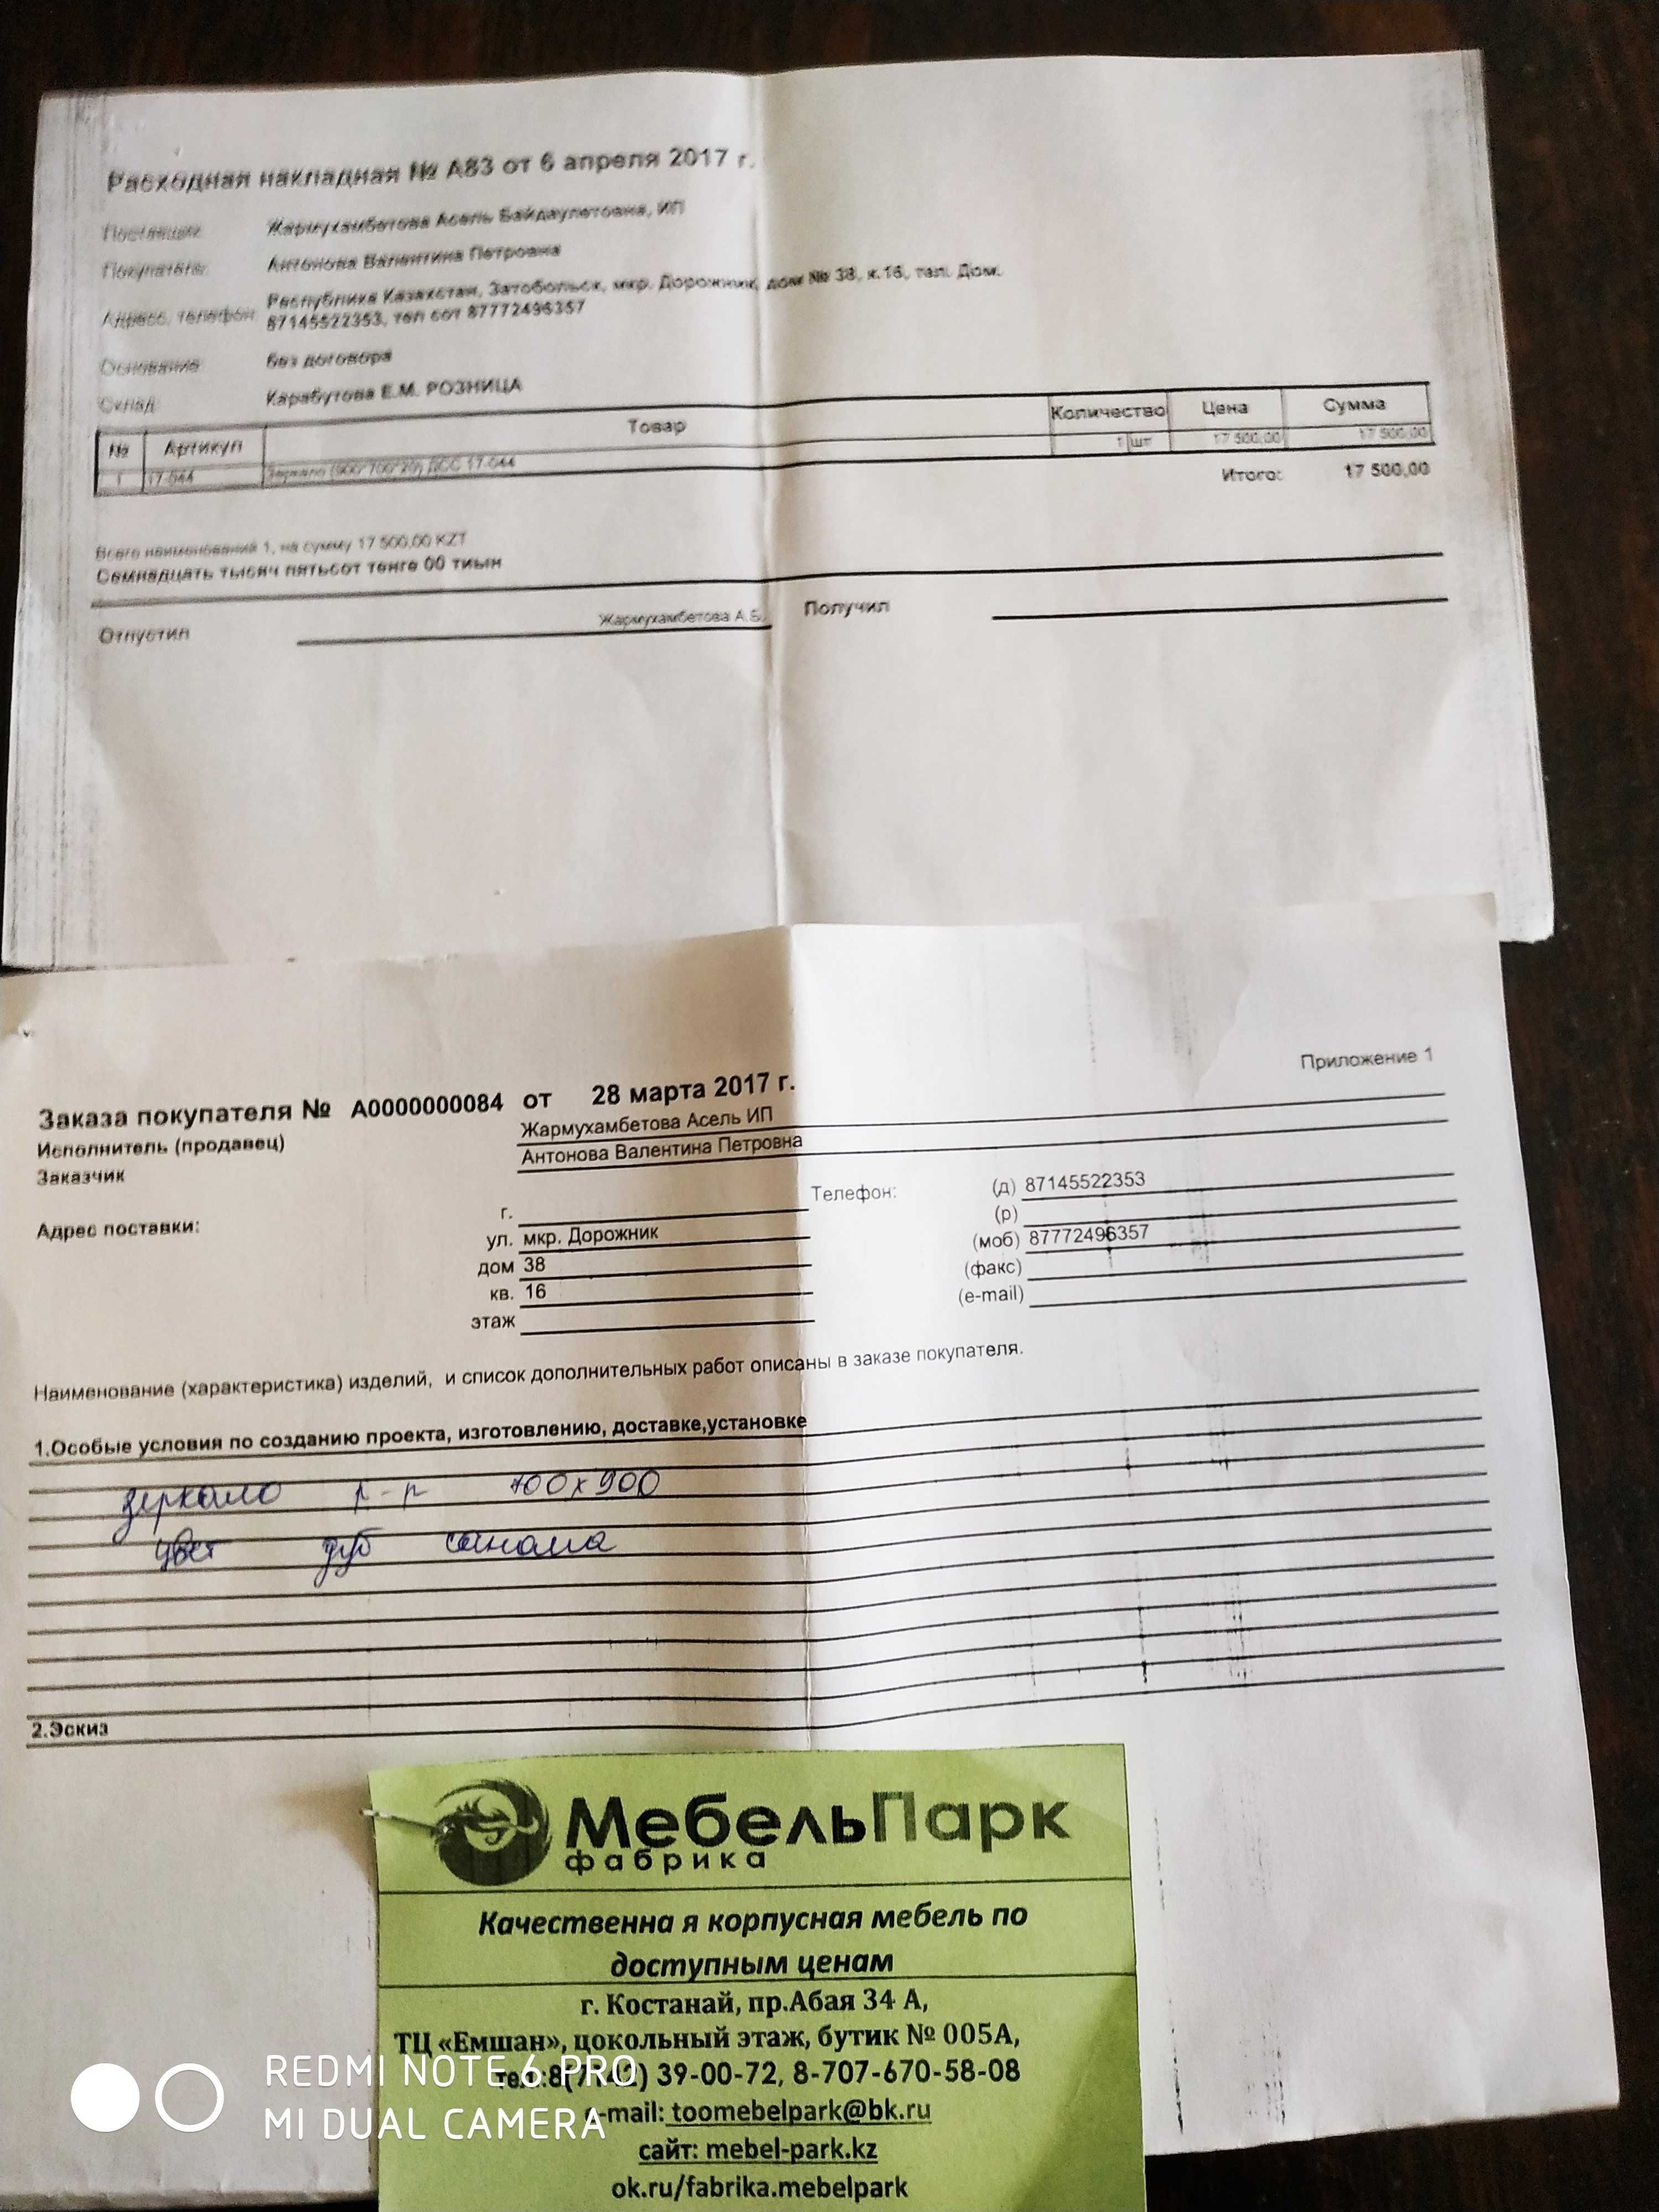 Расходная накладная № А83 от 6 апреля 2017 г.
Поставщик: Жармухамбетова Асель Байдаулетовна, ИП
Покупатель: Антонова Валентина Петровна
Адресс, телефон: Республика Казахстан, Затобольск, мкр. Дорожник, дом № 38, к.16, тел. Дом.
87145522353, тел сот 87772496357
Основание: без договора
Склад: Карабутова Е.М. РОЗНИЦА
№ Артикул Товар Количество Цена Сумма
1 17-044 Зеркало (900*700*20) ДСС 17-044 1 шт 17 500,00 17 500,00
Итого: 17 500,00
Всего наименований 1, на сумму 17 500,00 KZT
Семнадцать тысяч пятьсот тенге 00 тиын
Отпустил Жармухамбетова А.Б. Получил
Приложение 1
Заказа покупателя № А0000000084 от 28 марта 2017 г.
Исполнитель (продавец) Жармухамбетова Асель ИП
Заказчик Антонова Валентина Петровна
Адрес поставки: г. Телефон: (д) 87145522353
ул. мкр. Дорожник (р)
дом 38 (моб) 87772496357
кв. 16 (факс)
этаж (e-mail)
Наименование (характеристика) изделий, и список дополнительных работ описаны в заказе покупателя.
1.Особые условия по созданию проекта, изготовлению, доставке,установке
зеркало р-р 700х900
цвет дуб сонома
2.Эскиз
МебельПарк
фабрика
Качественна я корпусная мебель по
доступным ценам
г. Костанай, пр.Абая 34 А,
ТЦ «Емшан», цокольный этаж, бутик № 005А,
тел.:8(7142) 39-00-72, 8-707-670-58-08
e-mail: toomebelpark@bk.ru
сайт: mebel-park.kz
ok.ru/fabrika.mebelpark
REDMI NOTE 6 PRO
MI DUAL CAMERA